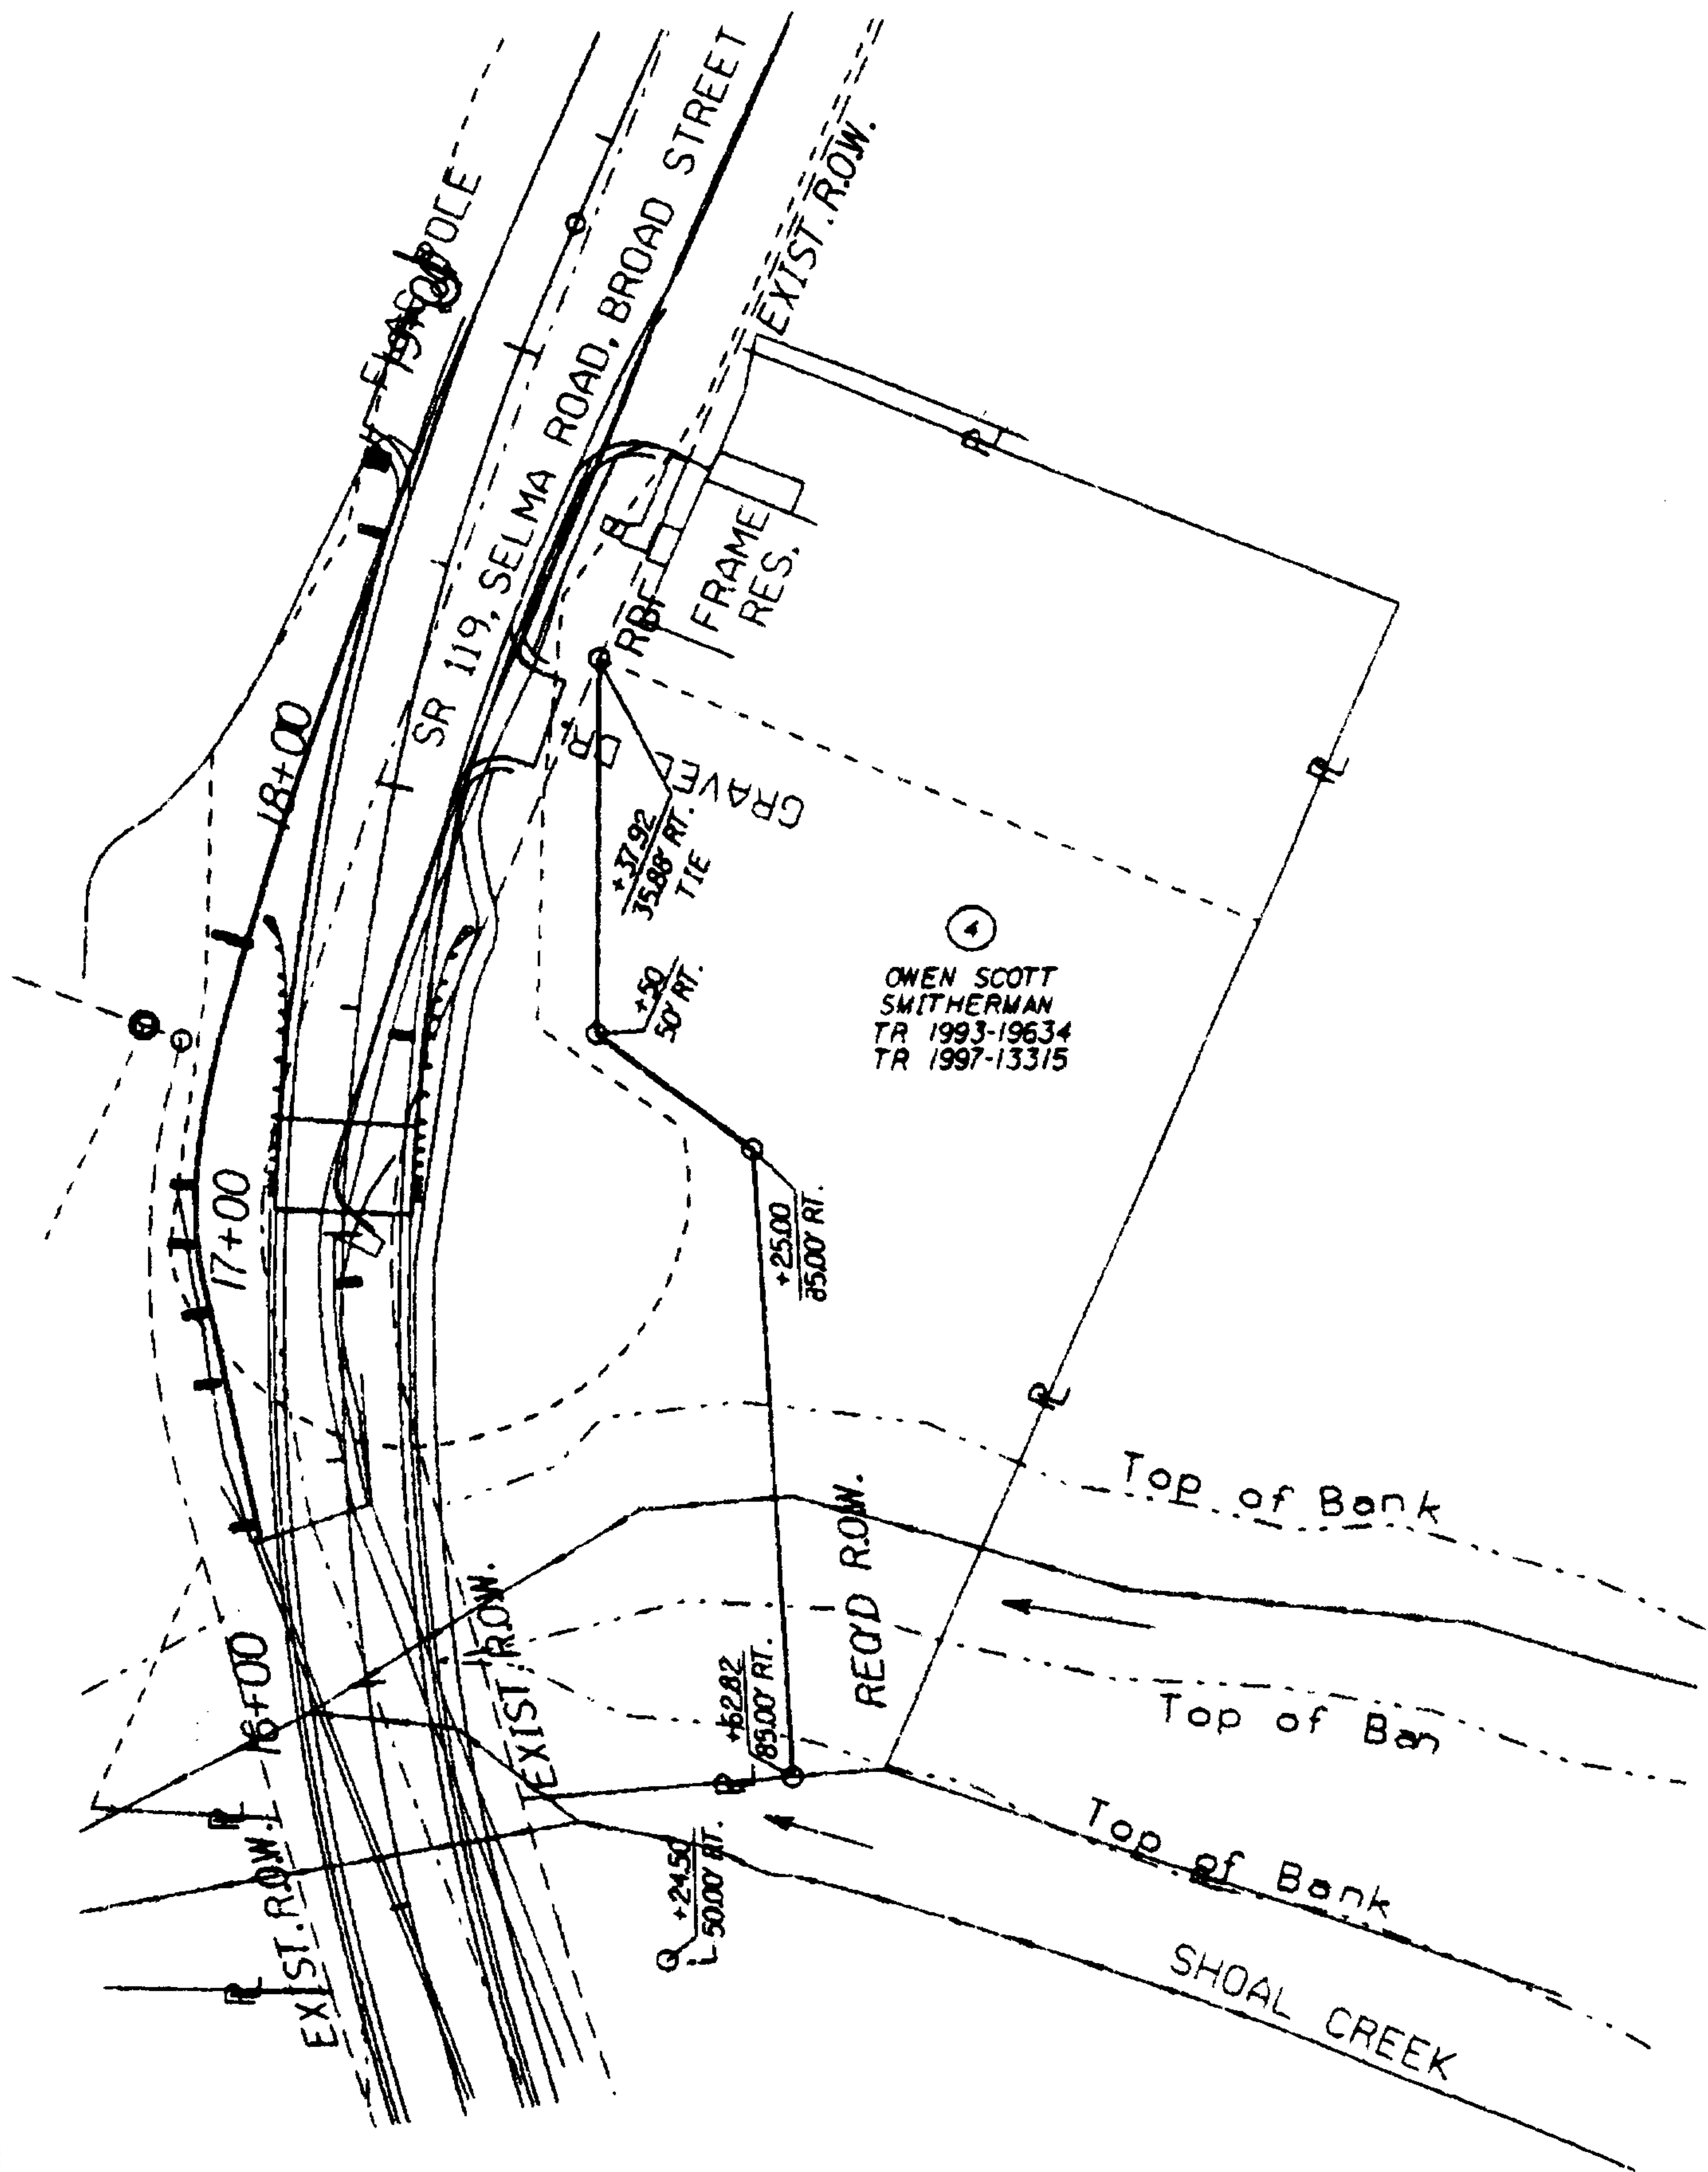 SR 119, SELMA ROAD, BROAD STREET
EXIST. R.O.W.
18+00
FRAME
RES.
RBF
GRAVEL DR
+37.92
35.88' RT.
TIE
+50
50' RT.
4
OWEN SCOTT
SMITHERMAN
TR 1993-19634
TR 1997-13315
17+00
+25.00
85.00' RT.
Top of Bank
REQ'D R.O.W.
EXIST. R.O.W.
16+00
85.00' RT.
Top of Ban
EXIST. R.O.W.
+24.50
50.00' RT.
Top of Bank
SHOAL CREEK